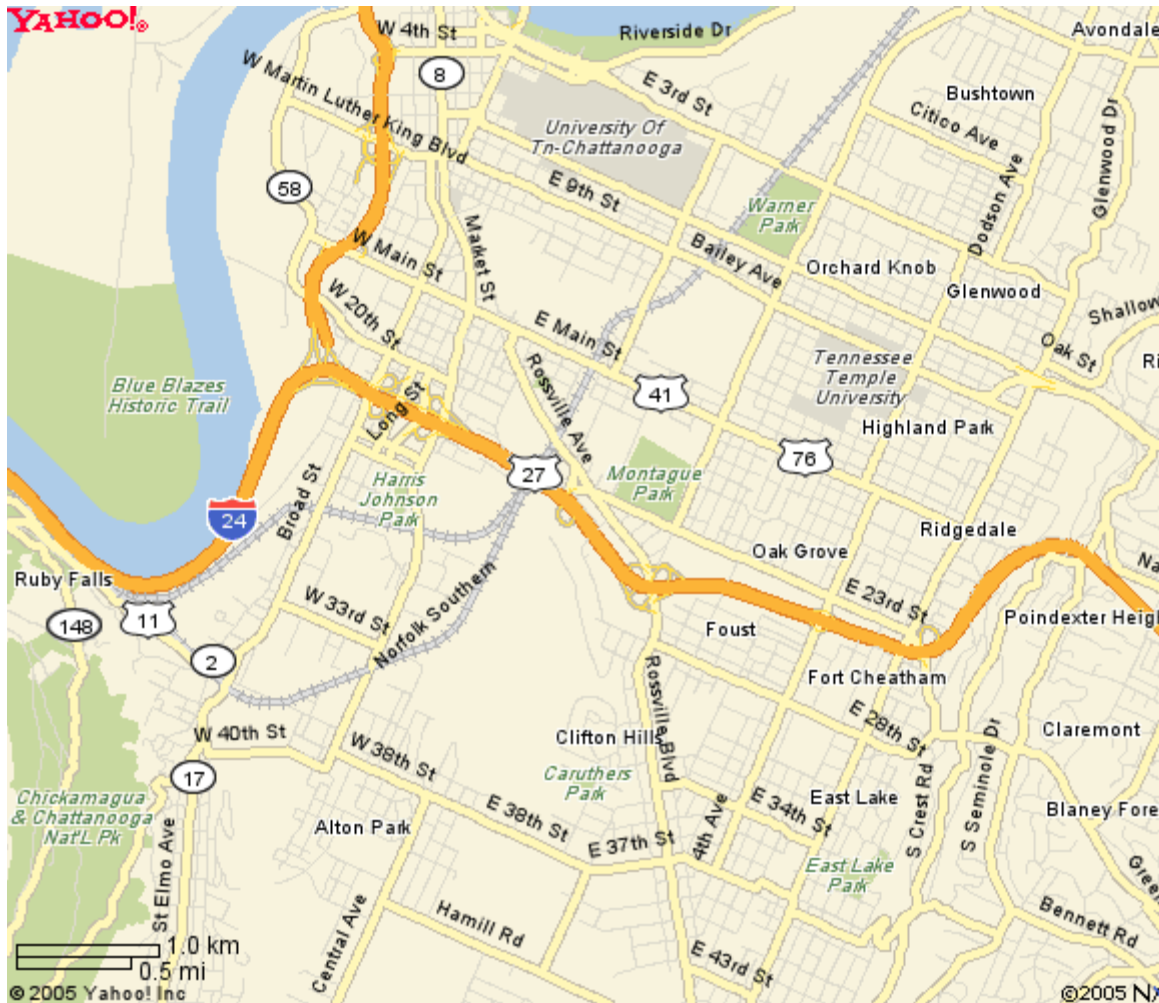 YAHOO!®
W 4th St
Riverside Dr
Avondale
8
W Martin Luther King Blvd
E 3rd St
Bushtown
Citico Ave
Glenwood Dr
University Of
Tn-Chattanooga
58
E 9th St
Warner
Park
Dodson Ave
Market St
W Main St
Bailey Ave
Orchard Knob
Glenwood
W 20th St
E Main St
Shallow
Oak St
Ri
Tennessee
Temple
University
Blue Blazes
Historic Trail
Long St
Rossville Ave
41
Highland Park
76
27
Harris
Johnson
Park
Montague
Park
Broad St
24
Ridgedale
Oak Grove
Na
Ruby Falls
E 23rd St
11
148
W 33rd St
Norfolk Southern
Foust
Poindexter Heigh
2
Rossville Blvd
Fort Cheatham
W 40th St
E 28th St
Claremont
W 38th St
Clifton Hills
17
Caruthers
Park
S Crest Rd
S Seminole Dr
Chickamagua
& Chattanooga
Nat'L Pk
E 34th St
East Lake
Blaney Fore
Alton Park
E 38th St
E 37th St
4th Ave
St Elmo Ave
East Lake
Park
Green
Central Ave
Hamill Rd
Bennett Rd
E 43rd St
1.0 km
0.5 mi
© 2005 Yahoo! Inc
©2005 N